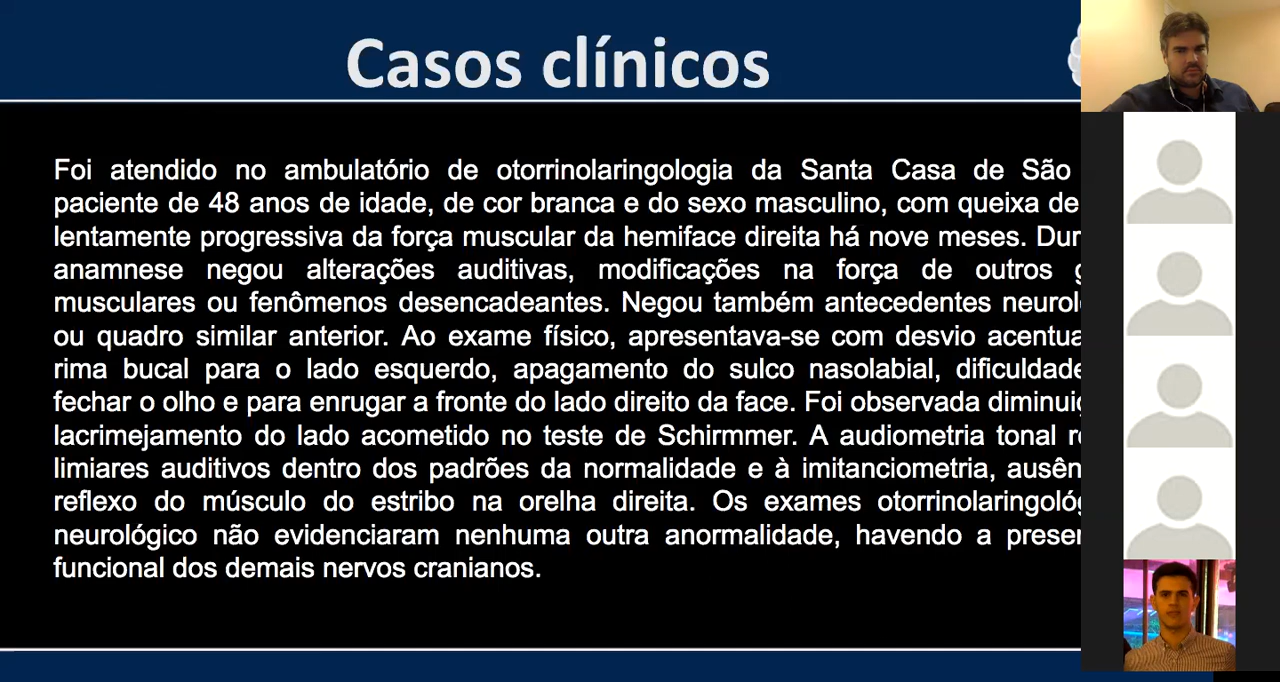 Casos clínicos
Foi atendido no ambulatório de otorrinolaringologia da Santa Casa de São
paciente de 48 anos de idade, de cor branca e do sexo masculino, com queixa de
lentamente progressiva da força muscular da hemiface direita há nove meses.
anamnese negou alterações auditivas, modificações na força de outros
musculares ou fenômenos desencadeantes. Negou também antecedentes
ou quadro similar anterior. Ao exame físico, apresentava-se com desvio
rima bucal para o lado esquerdo, apagamento do sulco nasolabial, dificuldade
fechar o olho e para enrugar a fronte do lado direito da face. Foi observada
lacrimejamento do lado acometido no teste de Schirmmer. A audiometria tonal
limiares auditivos dentro dos padrões da normalidade e à imitanciometria,
reflexo do músculo do estribo na orelha direita. Os exames
neurológico não evidenciaram nenhuma outra anormalidade, havendo a
funcional dos demais nervos cranianos.